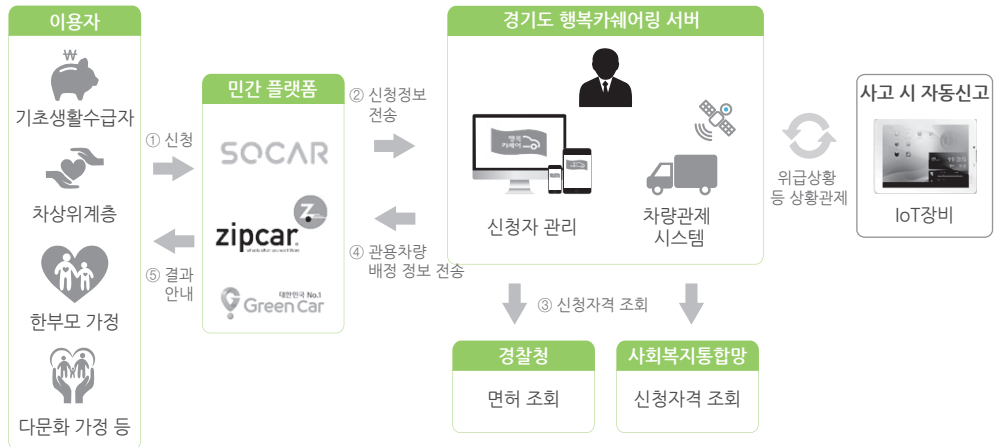 이용자
₩
기초생활수급자
차상위계층
한부모 가정
다문화 가정 등
① 신청
⑤ 결과
안내
민간 플랫폼
SOCAR
Z
zipcar.
대한민국 No.1
Green Car
② 신청정보
전송
④ 관용차량
배정 정보 전송
경기도 행복카쉐어링 서버
행복
카쉐어
신청자 관리
차량관제
시스템
③ 신청자격 조회
경찰청
면허 조회
사회복지통합망
신청자격 조회
위급상황
등 상황관제
사고 시 자동신고
IoT장비